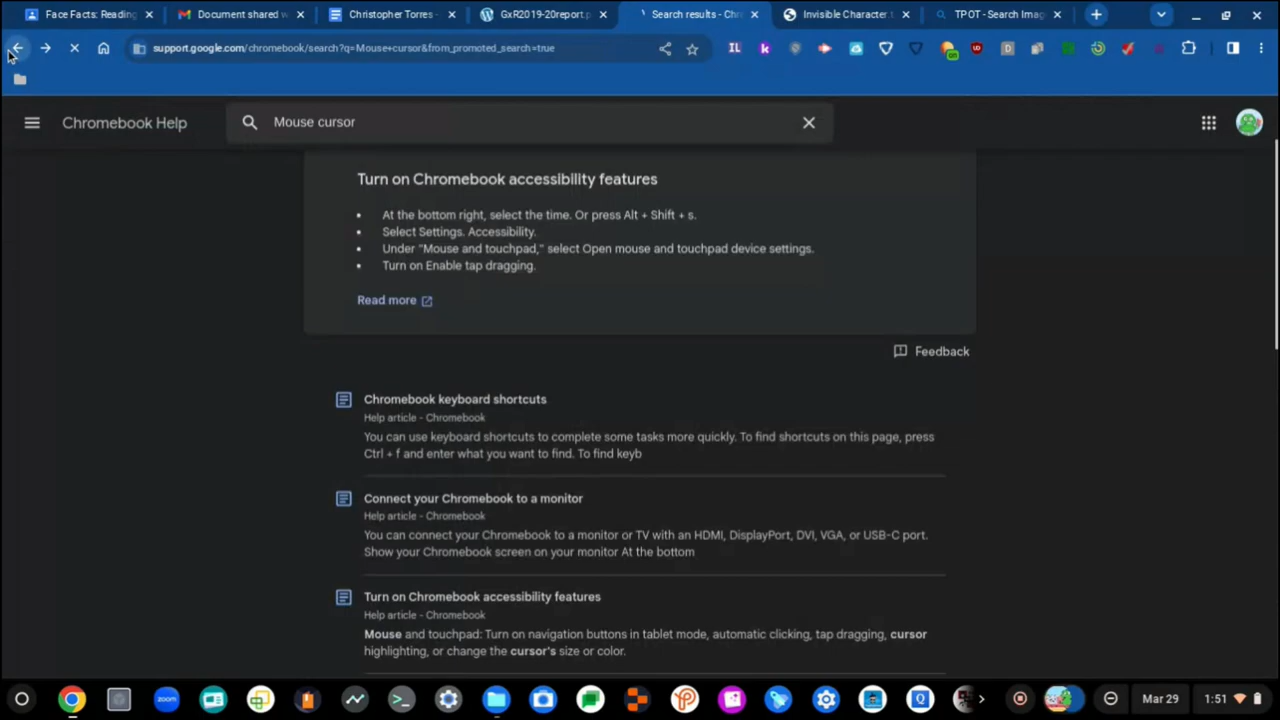 Face Facts: Reading
Document shared w
Christopher Torres -
GxR2019-20report.p
Search results - Chr
Invisible Character t
TPOT - Search Imag
support.google.com/chromebook/search?q=Mouse+cursor&from_promoted_search=true
Chromebook Help
Mouse cursor
Turn on Chromebook accessibility features
• At the bottom right, select the time. Or press Alt + Shift + s.
• Select Settings. Accessibility.
• Under "Mouse and touchpad," select Open mouse and touchpad device settings.
• Turn on Enable tap dragging.
Read more
Feedback
Chromebook keyboard shortcuts
Help article - Chromebook
You can use keyboard shortcuts to complete some tasks more quickly. To find shortcuts on this page, press
Ctrl + f and enter what you want to find. To find keyb
Connect your Chromebook to a monitor
Help article - Chromebook
You can connect your Chromebook to a monitor or TV with an HDMI, DisplayPort, DVI, VGA, or USB-C port.
Show your Chromebook screen on your monitor At the bottom
Turn on Chromebook accessibility features
Help article - Chromebook
Mouse and touchpad: Turn on navigation buttons in tablet mode, automatic clicking, tap dragging, cursor
highlighting, or change the cursor's size or color.
zoom
Mar 29
1:51